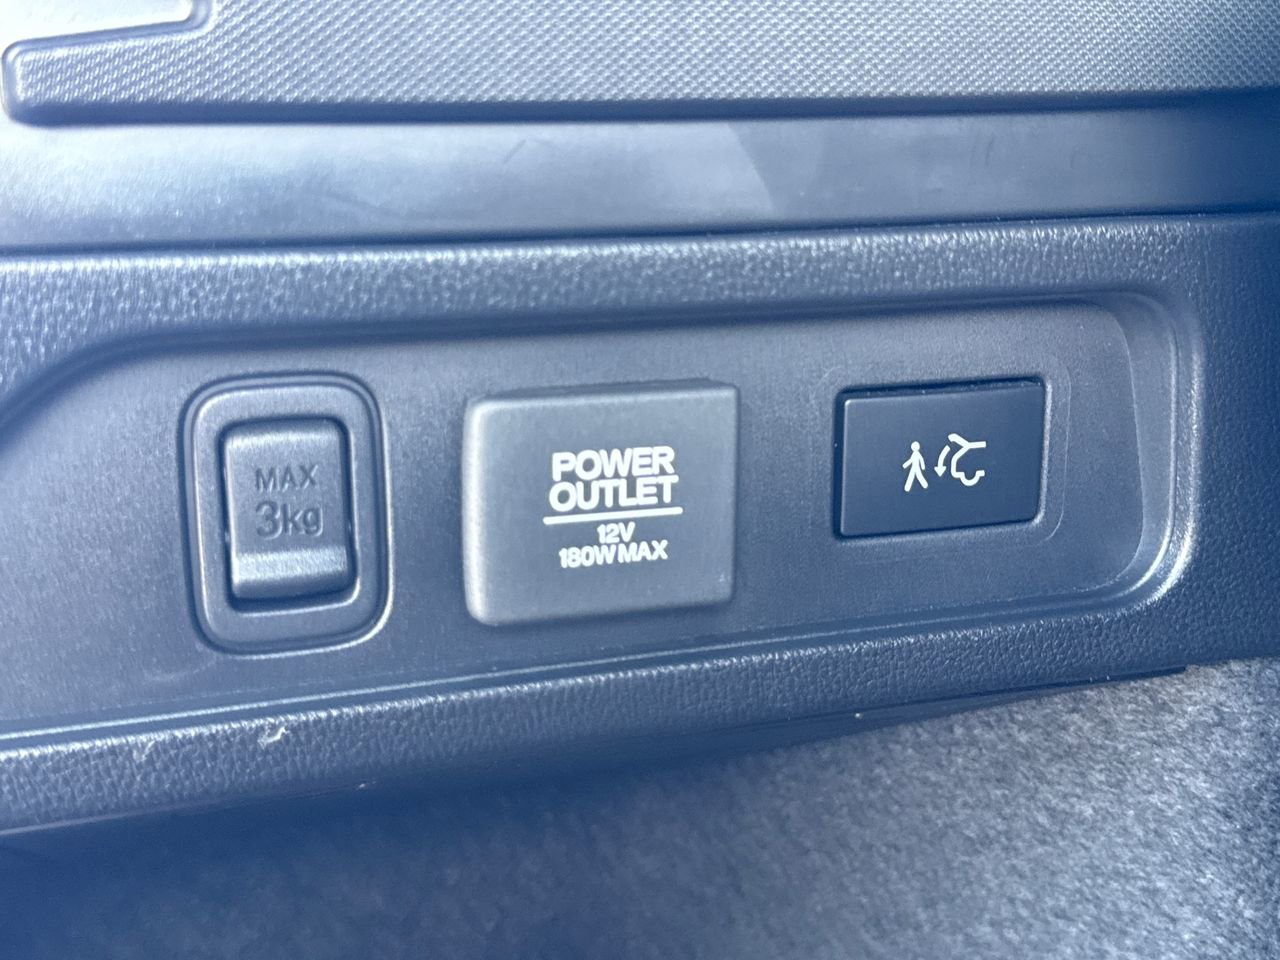 MAX
3kg
POWER
OUTLET
12V
180W MAX